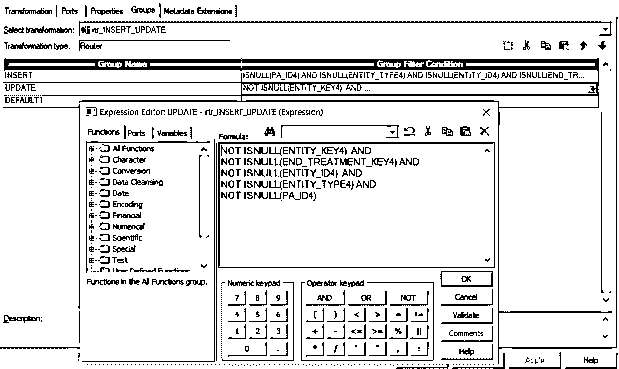 Transformation Ports Properties Groups Metadata Extensions
Select transformation: rtr_INSERT_UPDATE
Transformation type: Router
Group Name Group Filter Condition
INSERT ISNULL(PA_ID4) AND ISNULL(ENTITY_TYPE4) AND ISNULL(ENTITY_ID4) AND ISNULL(END_TR...
UPDATE NOT ISNULL(ENTITY_KEY4) AND ...
DEFAULT1
Expression Editor: UPDATE - rtr_INSERT_UPDATE (Expression)
Functions Ports Variables
Formula:
All Functions
Character
Conversion
Data Cleansing
Date
Encoding
Financial
Numerical
Scientific
Special
Test
User Defined Functions
Functions in the All Functions group.
NOT ISNULL(ENTITY_KEY4) AND
NOT ISNULL(END_TREATMENT_KEY4) AND
NOT ISNULL(ENTITY_ID4) AND
NOT ISNULL(ENTITY_TYPE4) AND
NOT ISNULL(PA_ID4)
Numeric keypad
7 8 9
4 5 6
1 2 3
0 .
Operator keypad
AND OR NOT
( ) < > = !=
+ - <= >= % ||
* / ' " , :
OK
Cancel
Validate
Comments
Help
Description:
Apply Help